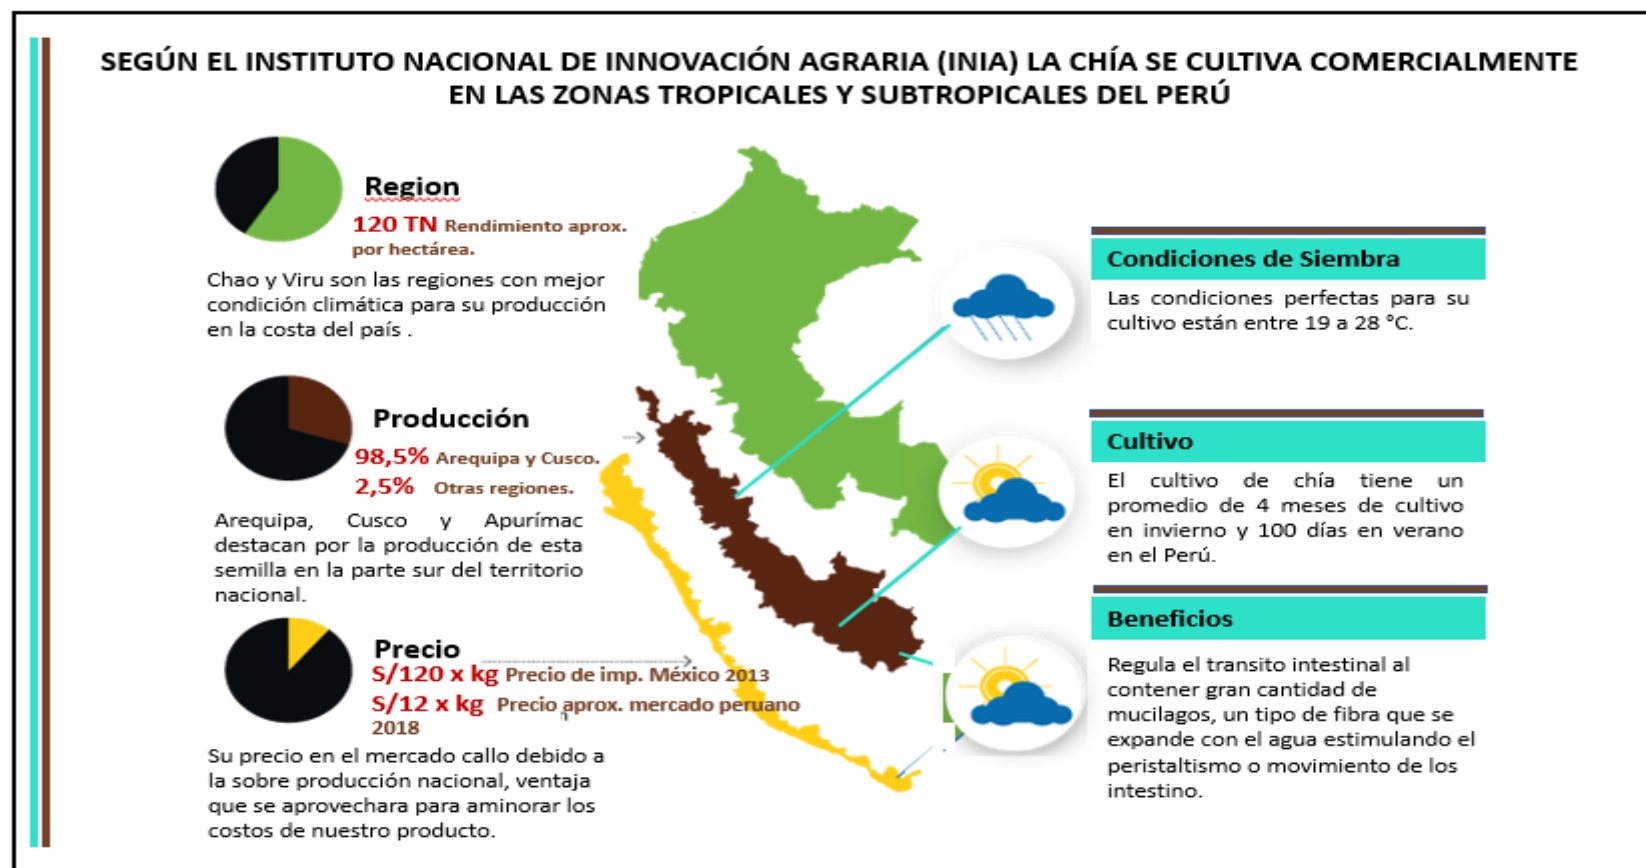 SEGÚN EL INSTITUTO NACIONAL DE INNOVACIÓN AGRARIA (INIA) LA CHÍA SE CULTIVA COMERCIALMENTE
EN LAS ZONAS TROPICALES Y SUBTROPICALES DEL PERÚ
Region
120 TN Rendimiento aprox.
por hectárea.
Chao y Viru son las regiones con mejor
condición climática para su producción
en la costa del país .
Producción
98,5% Arequipa y Cusco.
2,5% Otras regiones.
Arequipa, Cusco y Apurímac
destacan por la producción de esta
semilla en la parte sur del territorio
nacional.
Precio
S/120 x kg Precio de imp. México 2013
S/12 x kg Precio aprox. mercado peruano
2018
Su precio en el mercado callo debido a
la sobre producción nacional, ventaja
que se aprovechara para aminorar los
costos de nuestro producto.
Condiciones de Siembra
Las condiciones perfectas para su
cultivo están entre 19 a 28 °C.
Cultivo
El cultivo de chía tiene un
promedio de 4 meses de cultivo
en invierno y 100 días en verano
en el Perú.
Beneficios
Regula el transito intestinal al
contener gran cantidad de
mucilagos, un tipo de fibra que se
expande con el agua estimulando el
peristaltismo o movimiento de los
intestino.